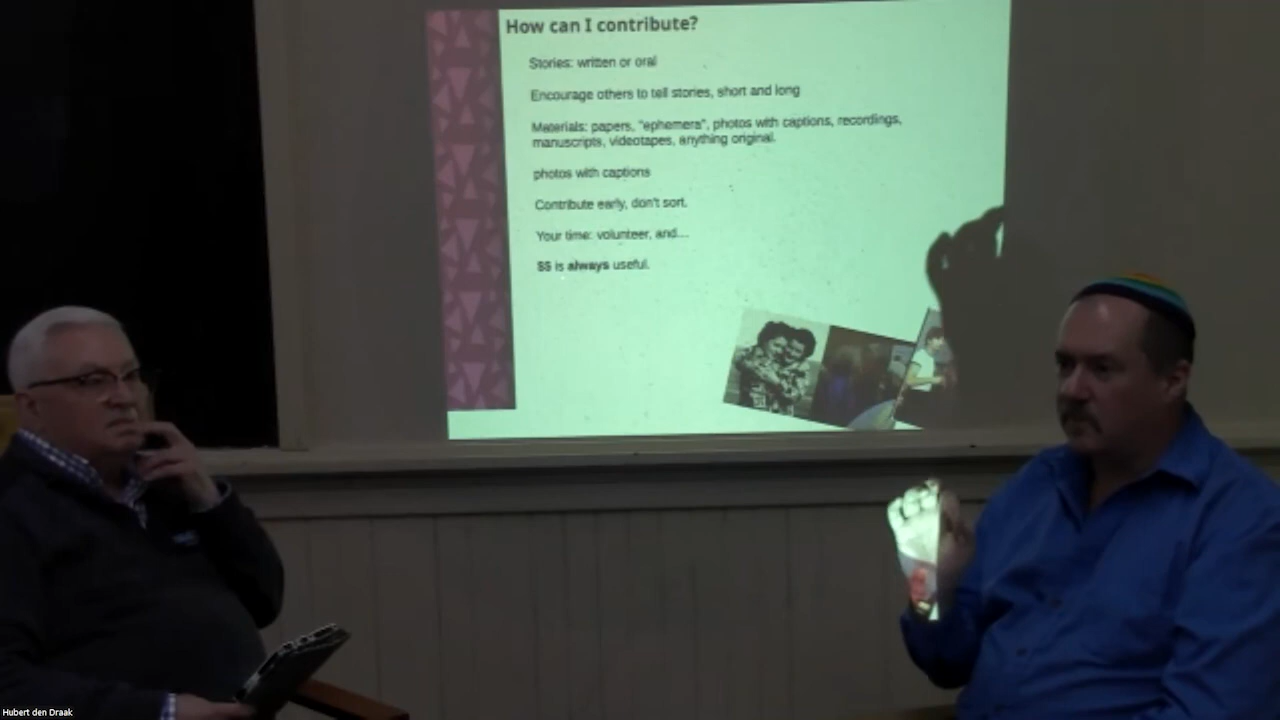 How can I contribute?
Stories: written or oral
Encourage others to tell stories, short and long
Materials: papers, "ephemera", photos with captions, recordings,
manuscripts, videotapes, anything original.
photos with captions
Contribute early, don't sort.
Your time: volunteer, and...
$$ is always useful.
Hubert den Draak